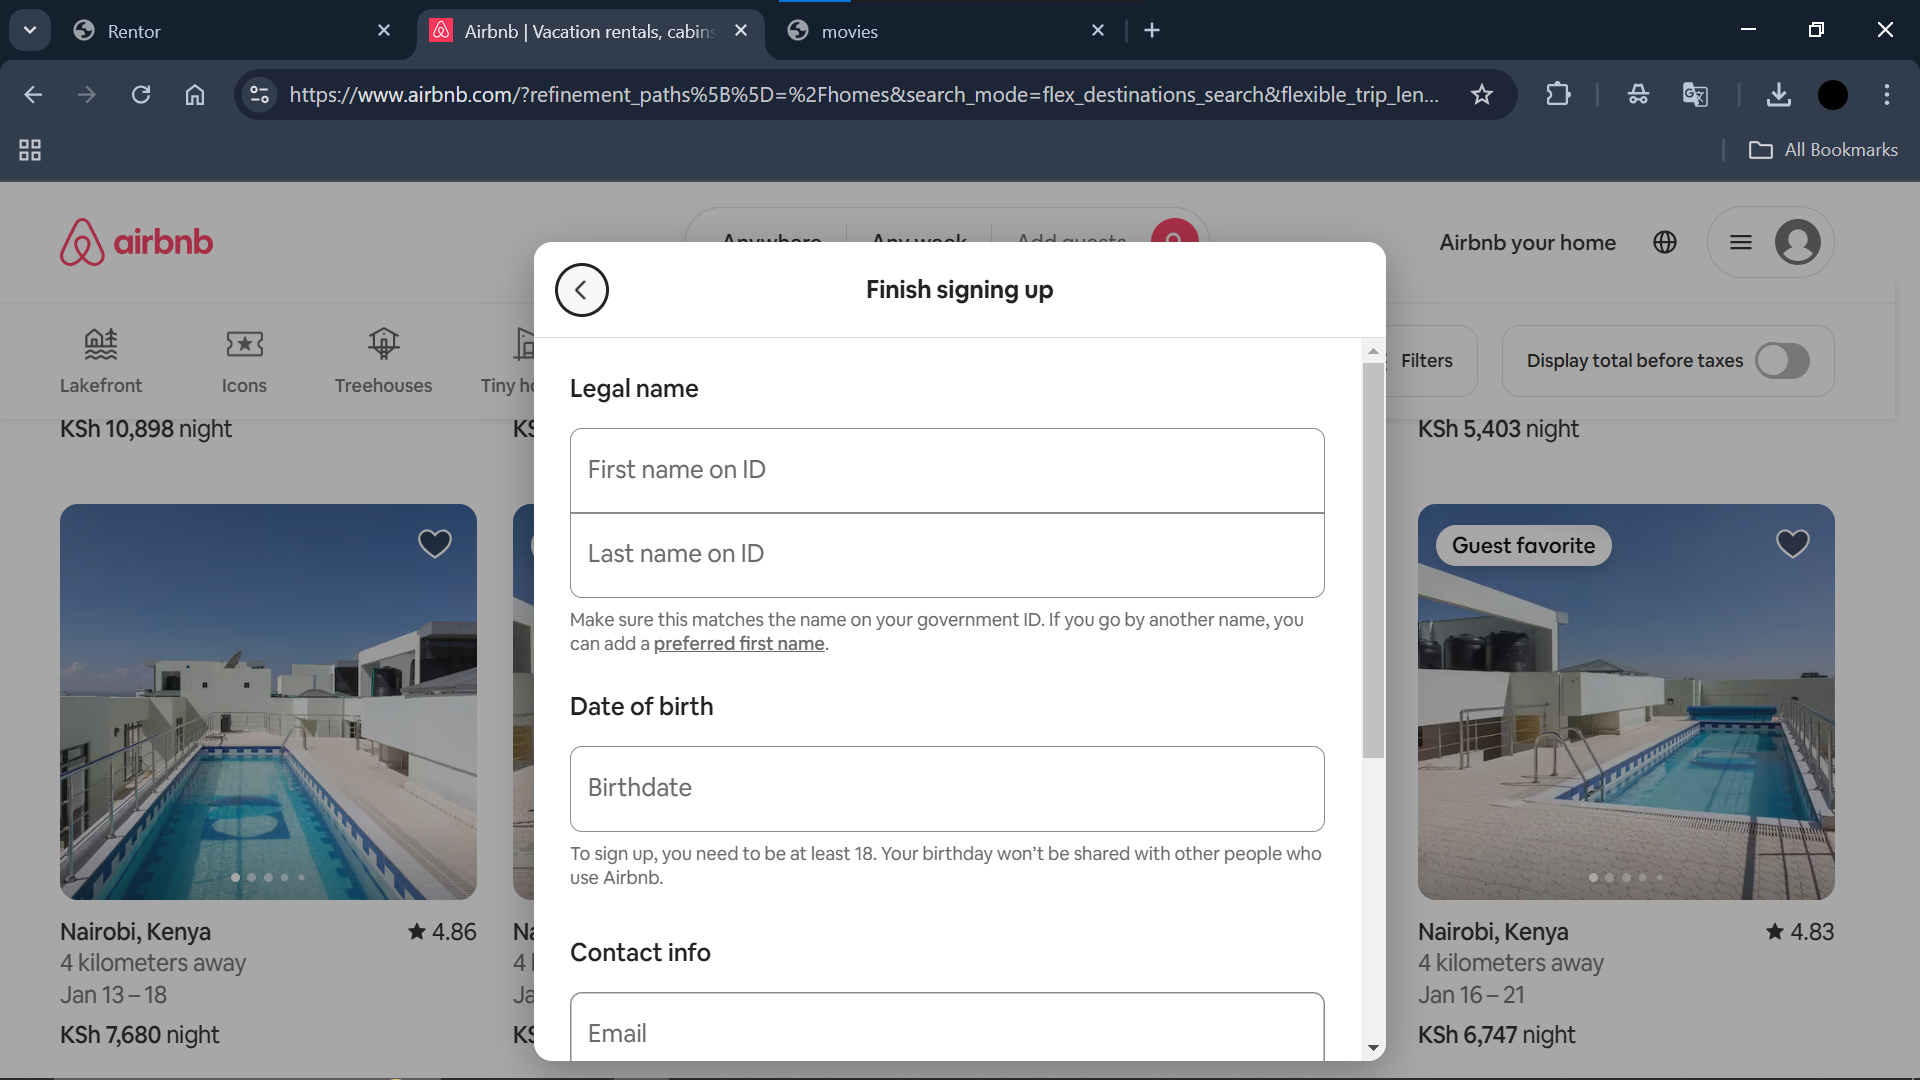 Rentor
Airbnb | Vacation rentals, cabins
movies
https://www.airbnb.com/?refinement_paths%5B%5D=%2Fhomes&search_mode=flex_destinations_search&flexible_trip_len...
All Bookmarks
airbnb
Anywhere
Any week
Add guests
Airbnb your home
Lakefront
Icons
Treehouses
Tiny ho
Filters
Display total before taxes
KSh 10,898 night
KS
KSh 5,403 night
Finish signing up
Legal name
First name on ID
Last name on ID
Make sure this matches the name on your government ID. If you go by another name, you
can add a preferred first name.
Date of birth
Birthdate
To sign up, you need to be at least 18. Your birthday won’t be shared with other people who
use Airbnb.
Contact info
Email
Nairobi, Kenya
4.86
4 kilometers away
Jan 13 – 18
KSh 7,680 night
Na
4
Ja
KS
Guest favorite
Nairobi, Kenya
4.83
4 kilometers away
Jan 16 – 21
KSh 6,747 night